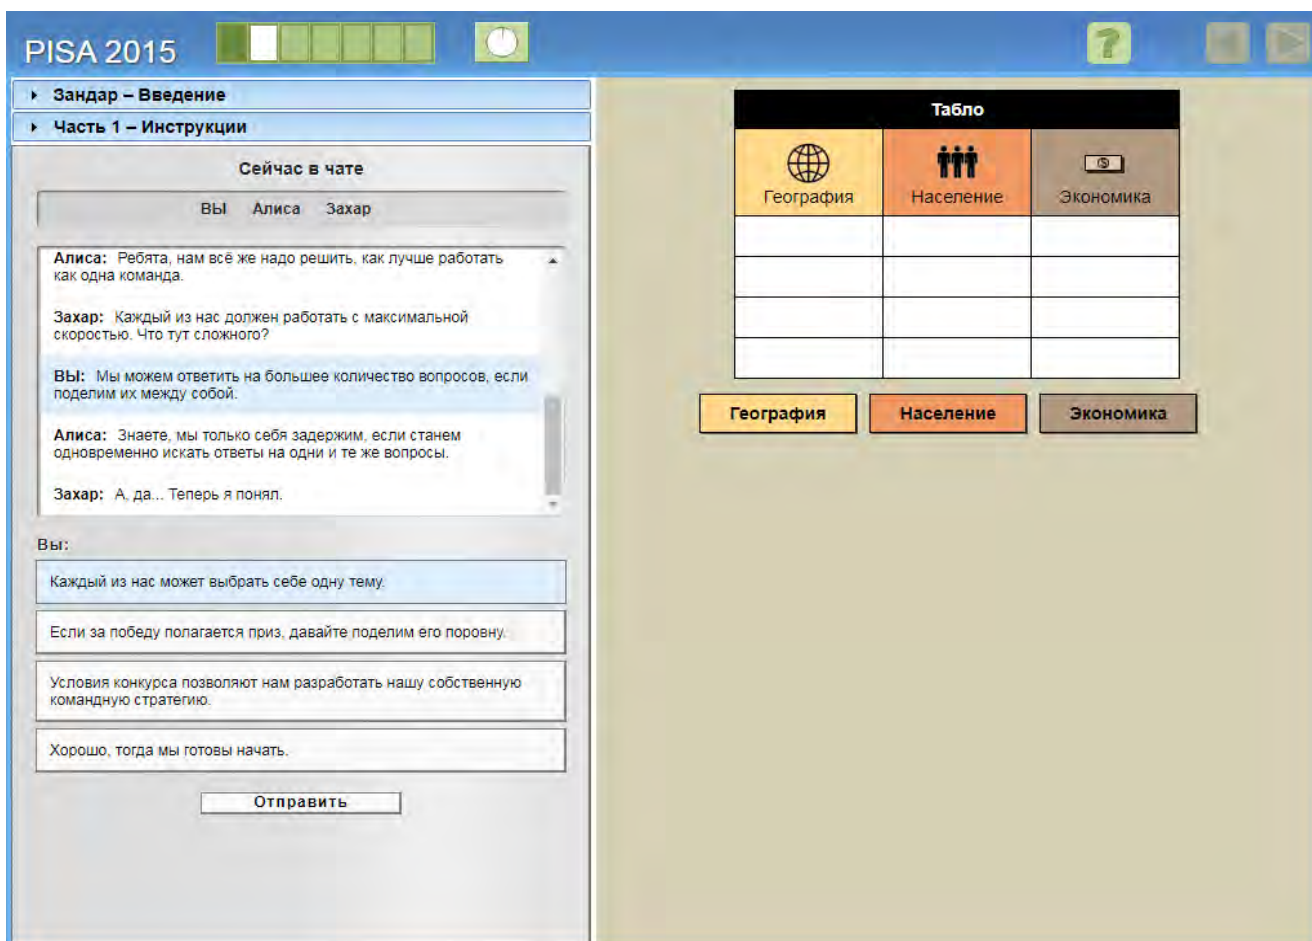 PISA 2015
?
Зандар – Введение
Часть 1 – Инструкции
Сейчас в чате
ВЫ Алиса Захар
Алиса: Ребята, нам всё же надо решить, как лучше работать
как одна команда.
Захар: Каждый из нас должен работать с максимальной
скоростью. Что тут сложного?
ВЫ: Мы можем ответить на большее количество вопросов, если
поделим их между собой.
Алиса: Знаете, мы только себя задержим, если станем
одновременно искать ответы на одни и те же вопросы.
Захар: А, да... Теперь я понял.
Вы:
Каждый из нас может выбрать себе одну тему.
Если за победу полагается приз, давайте поделим его поровну.
Условия конкурса позволяют нам разработать нашу собственную
командную стратегию.
Хорошо, тогда мы готовы начать.
Отправить
Табло
География Население Экономика
География Население Экономика